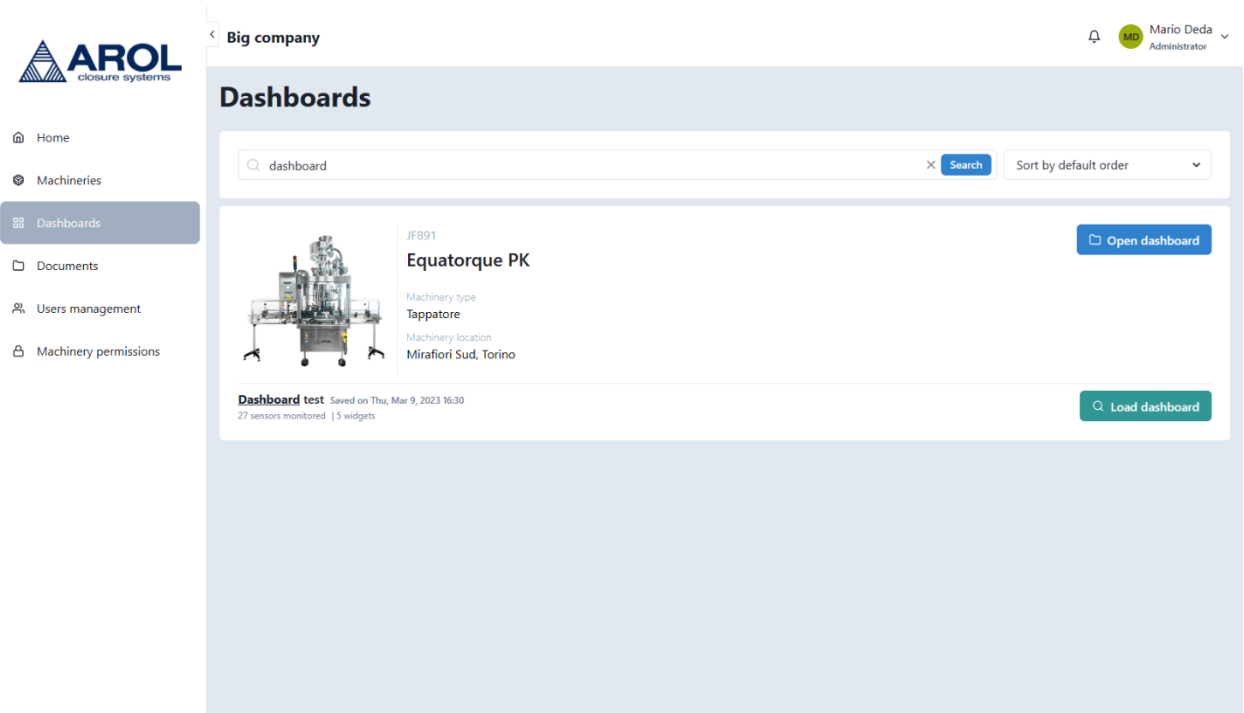 AROL
closure systems
Big company
MD
Mario Deda
Administrator
Home
Machineries
Dashboards
Documents
Users management
Machinery permissions
Dashboards
dashboard
Search
Sort by default order
JF891
Equatorque PK
Machinery type
Tappatore
Machinery location
Mirafiori Sud, Torino
Open dashboard
Dashboard test Saved on Thu, Mar 9, 2023 16:30
27 sensors monitored | 5 widgets
Load dashboard